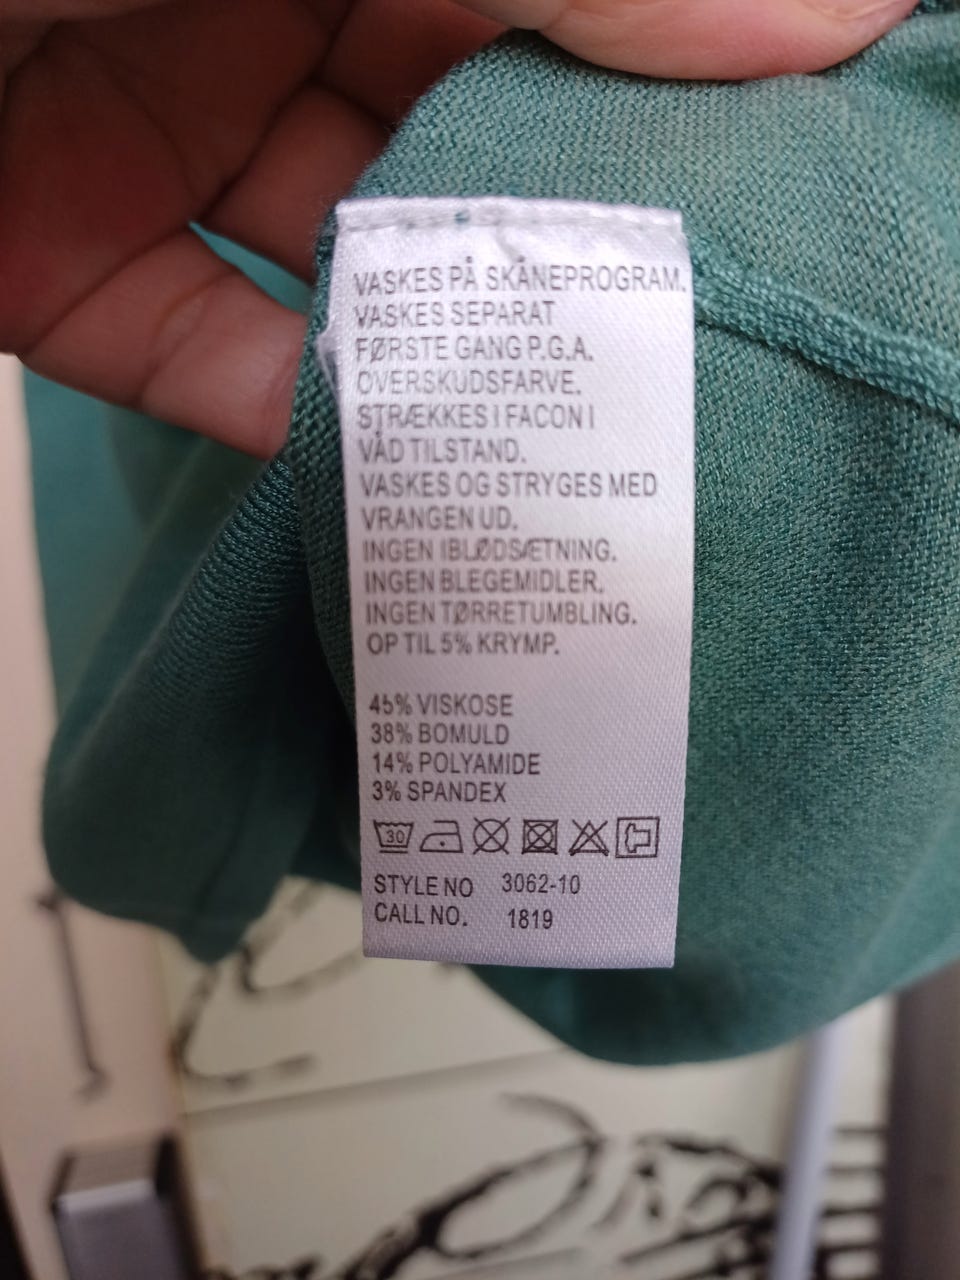 VASKES PÅ SKÅNEPROGRAM.
VASKES SEPARAT
FØRSTE GANG P.G.A.
OVERSKUDSFARVE.
STRÆKKES I FACON I
VÅD TILSTAND.
VASKES OG STRYGES MED
VRANGEN UD.
INGEN IBLØDSÆTNING.
INGEN BLEGEMIDLER.
INGEN TØRRETUMBLING.
OP TIL 5% KRYMP.
45% VISKOSE
38% BOMULD
14% POLYAMIDE
3% SPANDEX
30
STYLE NO 3062-10
CALL NO. 1819